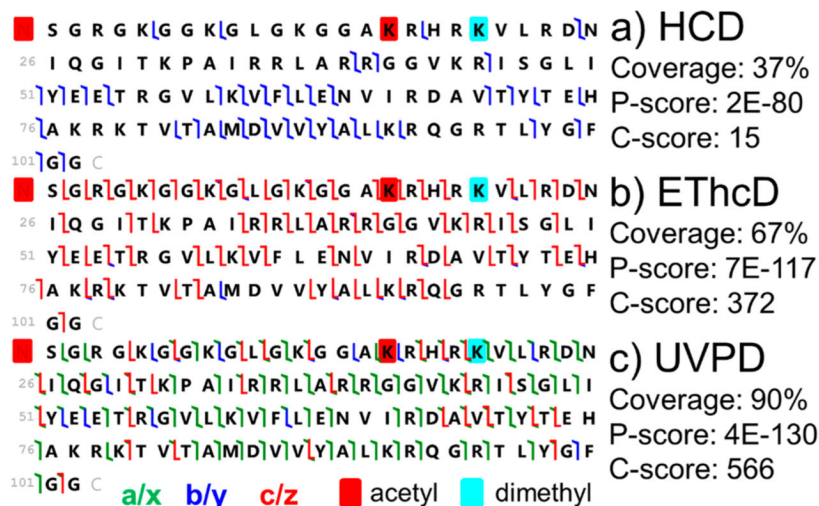 N S G R G K G G K G L G K G G A K R H R K V L R D N
26 I Q G I T K P A I R R L A R R G G V K R I S G L I
51 Y E E T R G V L K V F L E N V I R D A V T Y T E H
76 A K R K T V T A M D V V Y A L K R Q G R T L Y G F
101 G G C
a) HCD
Coverage: 37%
P-score: 2E-80
C-score: 15
N S G R G K G G K G L G K G G A K R H R K V L R D N
26 I Q G I T K P A I R R L A R R G G V K R I S G L I
51 Y E E T R G V L K V F L E N V I R D A V T Y T E H
76 A K R K T V T A M D V V Y A L K R Q G R T L Y G F
101 G G C
b) EThcD
Coverage: 67%
P-score: 7E-117
C-score: 372
N S G R G K G G K G L G K G G A K R H R K V L R D N
26 I Q G I T K P A I R R L A R R G G V K R I S G L I
51 Y E E T R G V L K V F L E N V I R D A V T Y T E H
76 A K R K T V T A M D V V Y A L K R Q G R T L Y G F
101 G G C
c) UVPD
Coverage: 90%
P-score: 4E-130
C-score: 566
a/x b/y c/z acetyl dimethyl